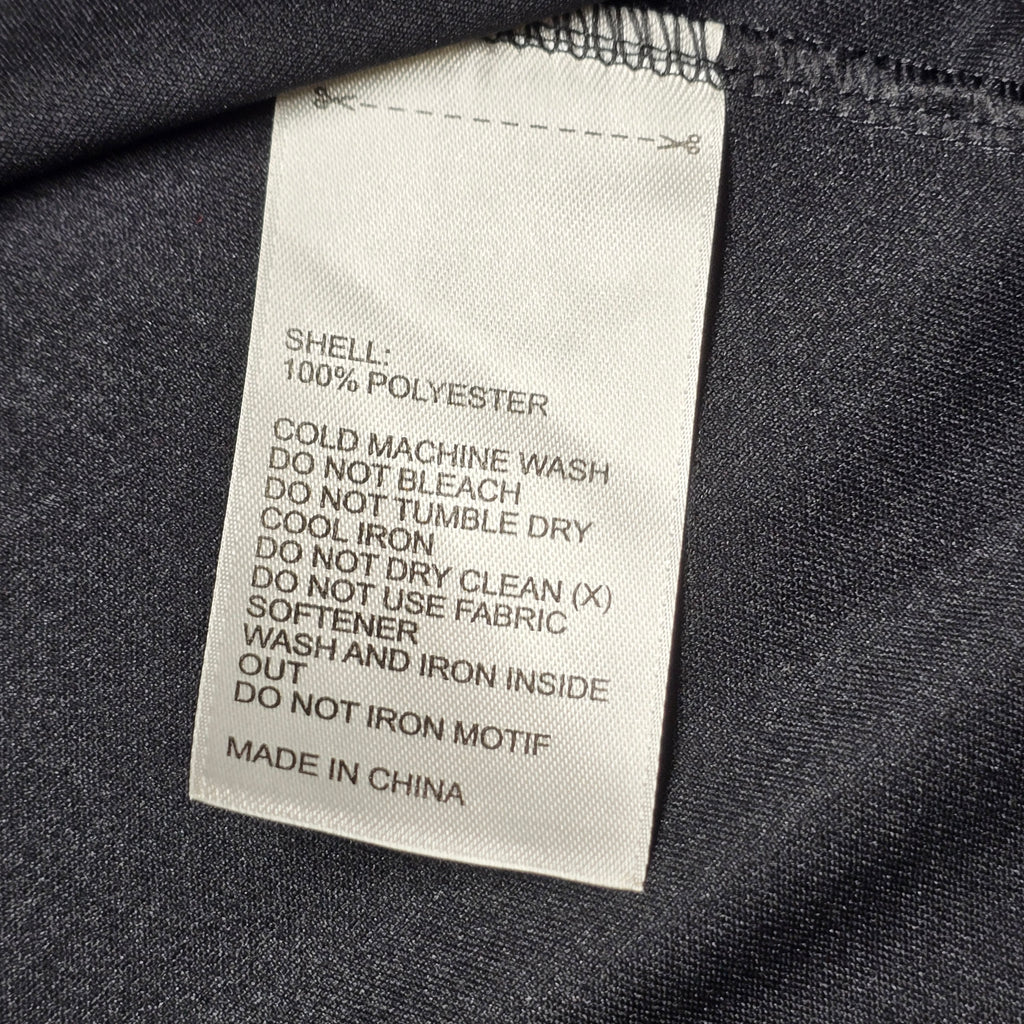 SHELL:
100% POLYESTER
COLD MACHINE WASH
DO NOT BLEACH
DO NOT TUMBLE DRY
COOL IRON
DO NOT DRY CLEAN (X)
DO NOT USE FABRIC
SOFTENER
WASH AND IRON INSIDE
OUT
DO NOT IRON MOTIF
MADE IN CHINA